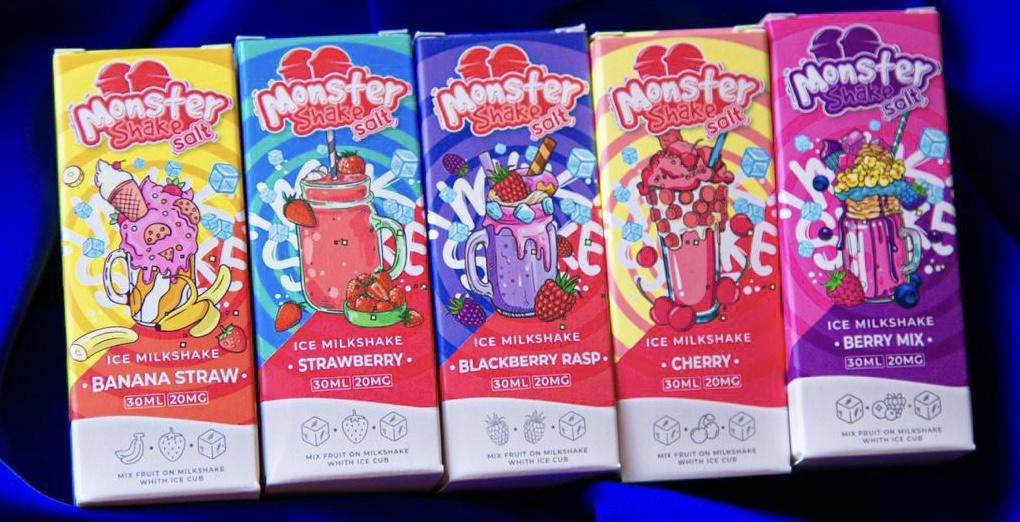 Monster
Shake
salt
ICE MILKSHAKE
• BANANA STRAW •
30ML 20MG
MIX FRUIT ON MILKSHAKE
WHITH ICE CUB
Monster
Shake
salt
ICE MILKSHAKE
• STRAWBERRY •
30ML 20MG
MIX FRUIT ON MILKSHAKE
WHITH ICE CUB
Monster
Shake
salt
ICE MILKSHAKE
• BLACKBERRY RASP •
30ML 20MG
MIX FRUIT ON MILKSHAKE
WHITH ICE CUB
Monster
Shake
salt
ICE MILKSHAKE
• CHERRY •
30ML 20MG
MIX FRUIT ON MILKSHAKE
WHITH ICE CUB
Monster
Shake
salt
ICE MILKSHAKE
• BERRY MIX •
30ML 20MG
MIX FRUIT ON MILKSHAKE
WHITH ICE CUB